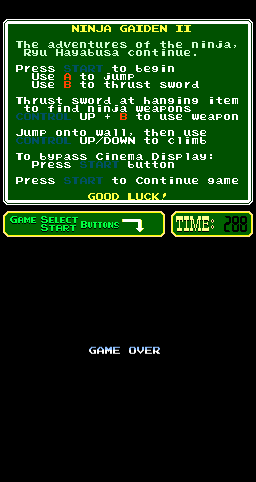 NINJA GAIDEN II
The adventures of the ninja,
Ryu Hayabusa continue.
Press START to begin
Use A to jump
Use B to thrust sword
Thrust sword at hanging item
to find ninja weapons
CONTROL UP + B to use weapon
Jump onto wall, then use
CONTROL UP/DOWN to climb
To bypass Cinema Display:
Press START button
Press START to Continue game
GOOD LUCK!
GAME SELECT BUTTONS
START
TIME: 288
GAME OVER